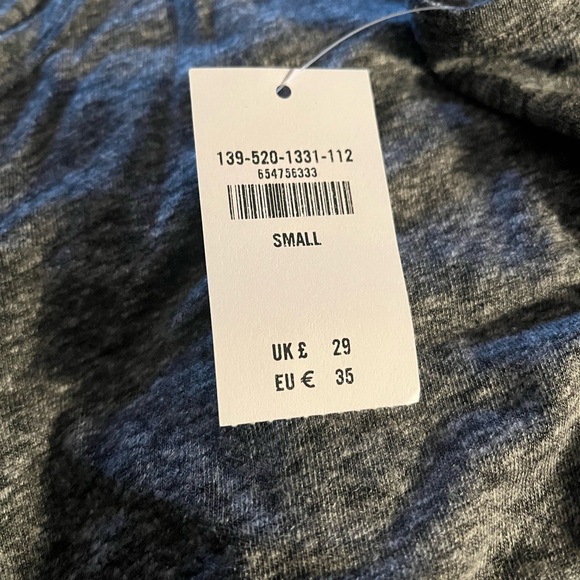 139-520-1331-112
654756333
SMALL
UK £ 29
EU € 35